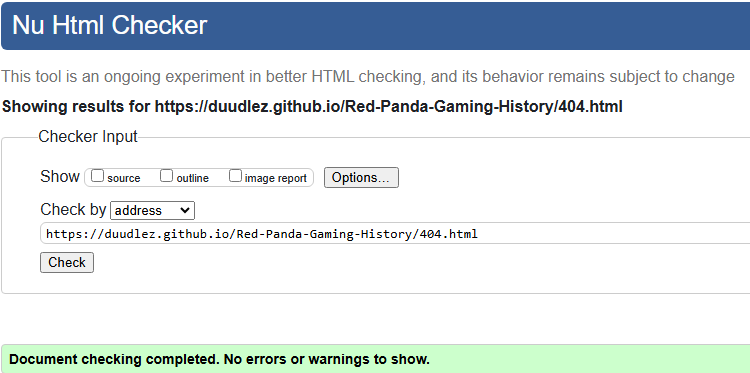 Nu Html Checker
This tool is an ongoing experiment in better HTML checking, and its behavior remains subject to change
Showing results for https://duudlez.github.io/Red-Panda-Gaming-History/404.html
Checker Input
Show source outline image report Options...
Check by address
https://duudlez.github.io/Red-Panda-Gaming-History/404.html
Check
Document checking completed. No errors or warnings to show.